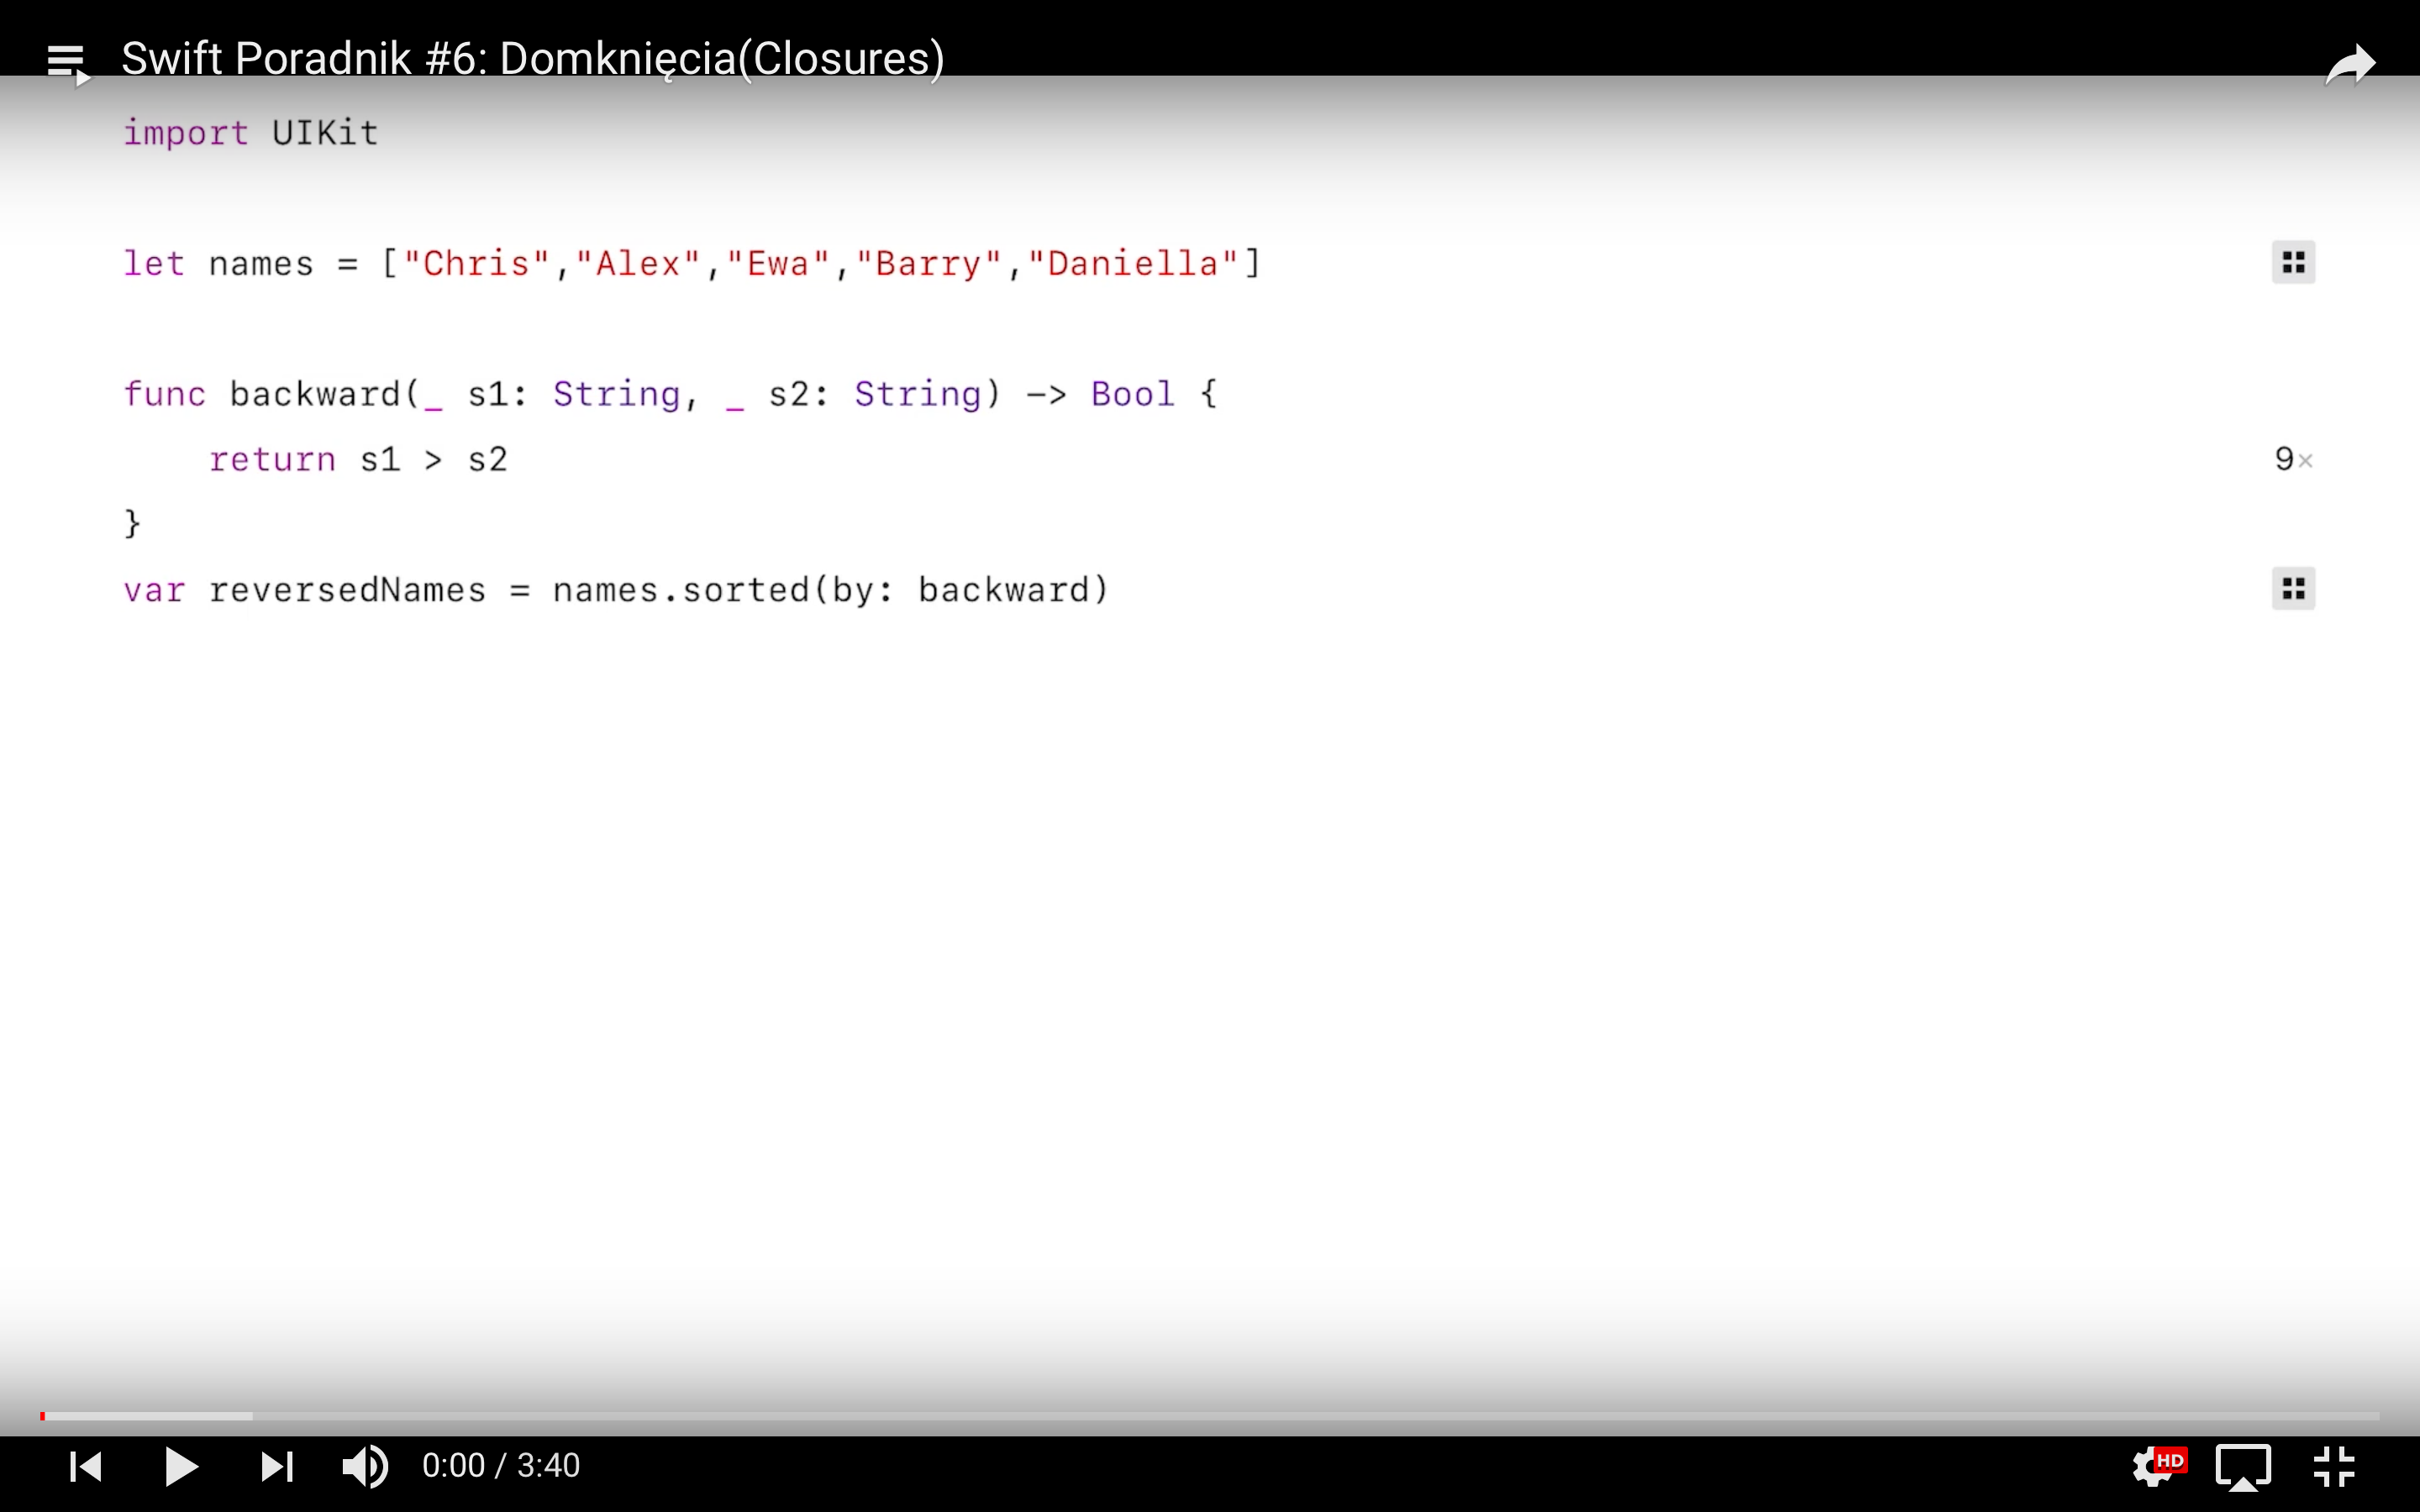 Swift Poradnik #6: Domknięcia(Closures)
import UIKit
let names = ["Chris","Alex","Ewa","Barry","Daniella"]
func backward(_ s1: String, _ s2: String) -> Bool {
return s1 > s2
9×
}
var reversedNames = names.sorted(by: backward)
0:00 / 3:40
HD